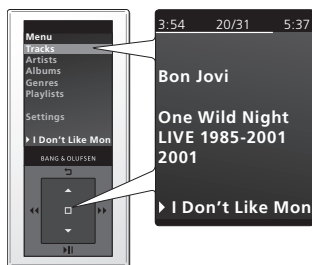 Menu
Tracks
Artists
Albums
Genres
Playlists
Settings
I Don't Like Mon
BANG & OLUFSEN
3:54 20/31 5:37
Bon Jovi
One Wild Night
LIVE 1985-2001
2001
I Don't Like Mon